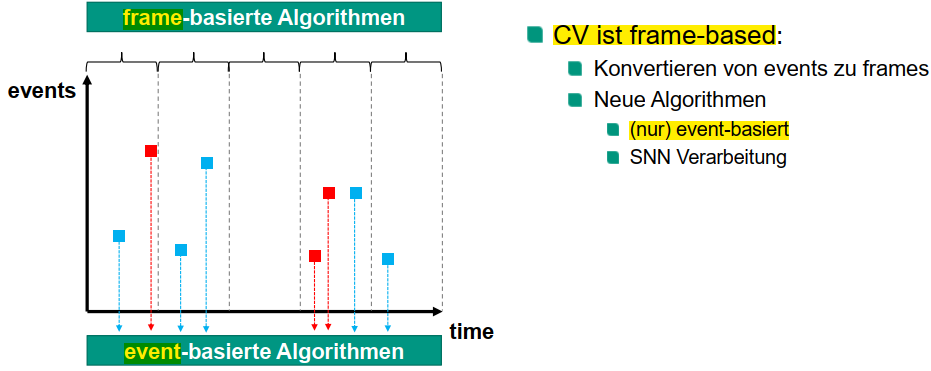 frame-basierte Algorithmen
events
time
event-basierte Algorithmen
CV ist frame-based:
Konvertieren von events zu frames
Neue Algorithmen
(nur) event-basiert
SNN Verarbeitung